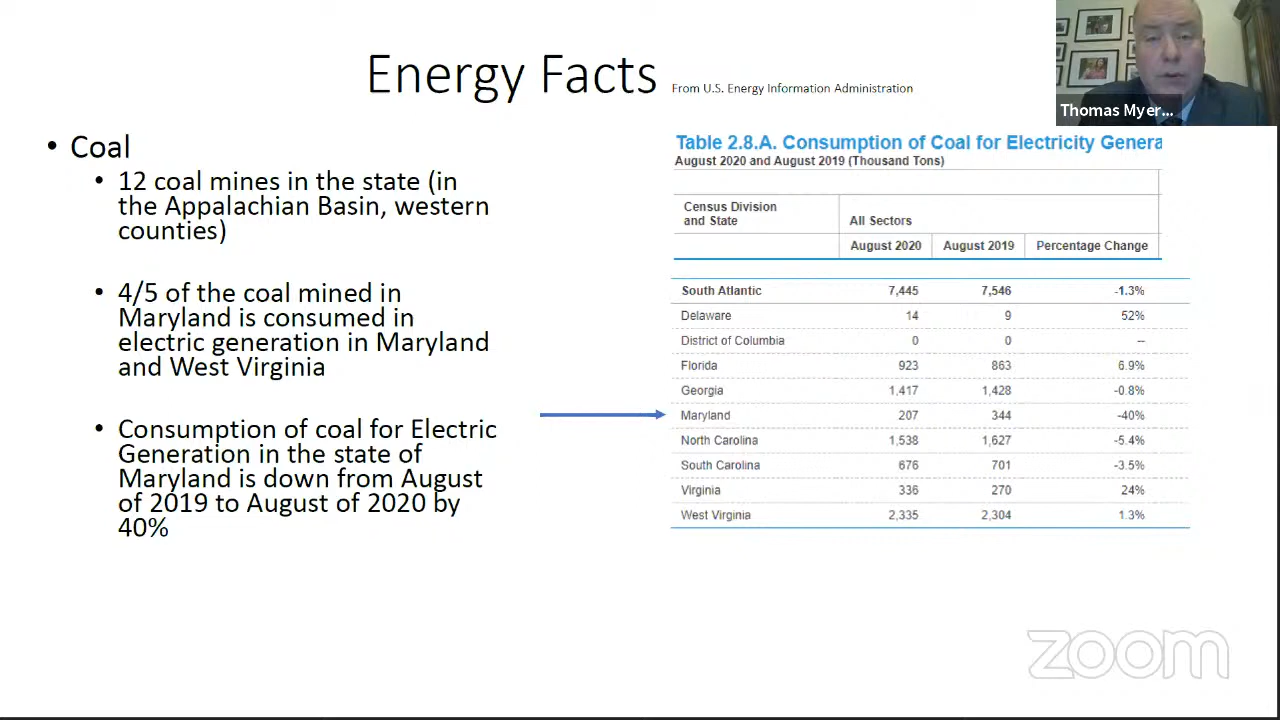 Energy Facts
From U.S. Energy Information Administration
Thomas Myer...
• Coal
• 12 coal mines in the state (in
the Appalachian Basin, western
counties)
• 4/5 of the coal mined in
Maryland is consumed in
electric generation in Maryland
and West Virginia
• Consumption of coal for Electric
Generation in the state of
Maryland is down from August
of 2019 to August of 2020 by
40%
Table 2.8.A. Consumption of Coal for Electricity Genera
August 2020 and August 2019 (Thousand Tons)
Census Division
and State
All Sectors
August 2020 August 2019 Percentage Change
South Atlantic 7,445 7,546 -1.3%
Delaware 14 9 52%
District of Columbia 0 0 --
Florida 923 863 6.9%
Georgia 1,417 1,428 -0.8%
Maryland 207 344 -40%
North Carolina 1,538 1,627 -5.4%
South Carolina 676 701 -3.5%
Virginia 336 270 24%
West Virginia 2,335 2,304 1.3%
zoom